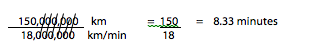 150,000,000 km = 150 = 8.33 minutes
18,000,000 km/min 18